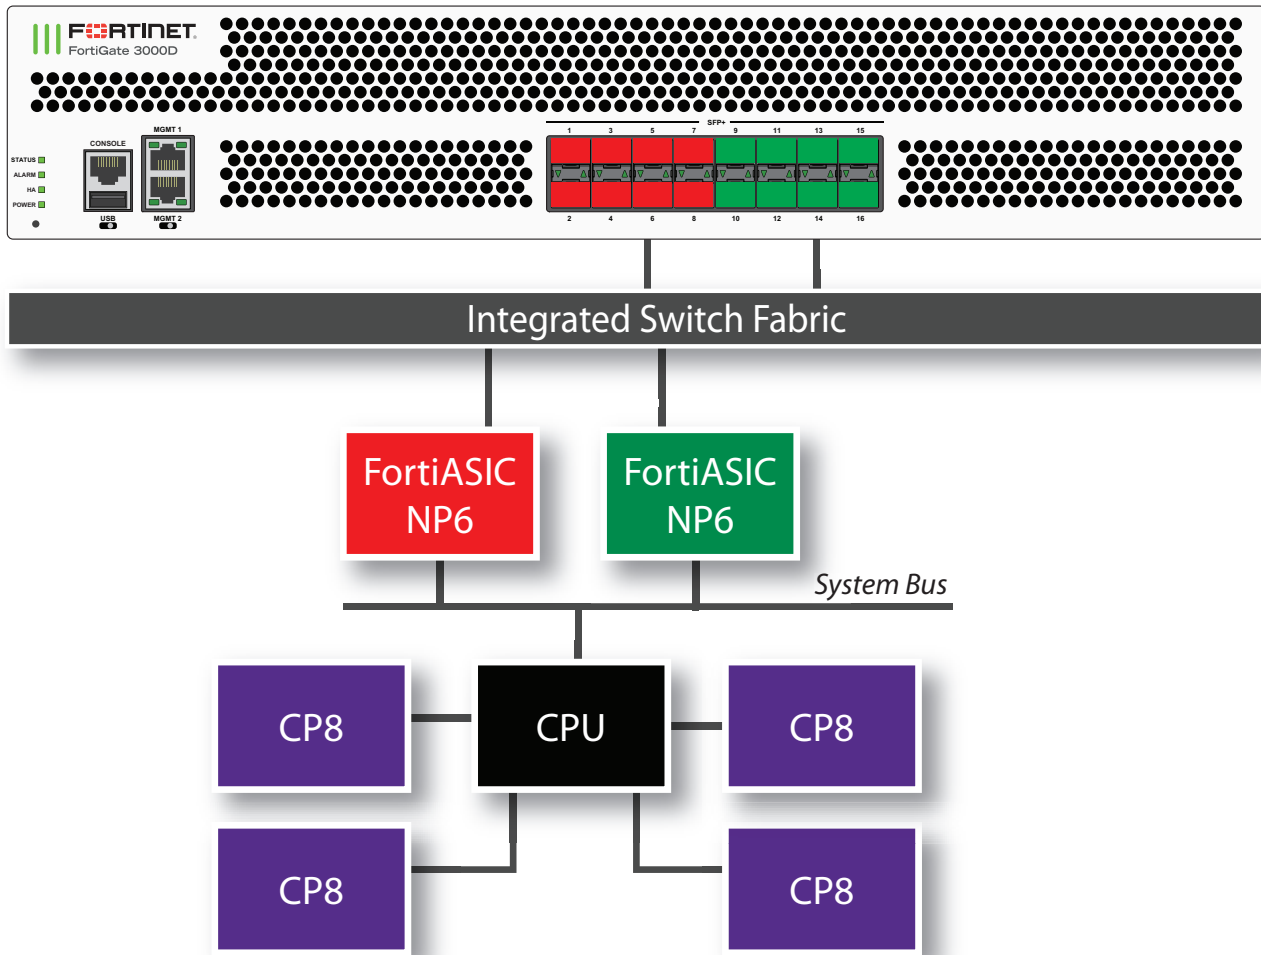 FORTINET
FortiGate 3000D
MGMT 1
SFP+
1 3 5 7 9 11 13 15
CONSOLE
STATUS
ALARM
HA
POWER
USB
MGMT 2
2 4 6 8 10 12 14 16
Integrated Switch Fabric
FortiASIC
NP6
FortiASIC
NP6
System Bus
CP8
CPU
CP8
CP8
CP8